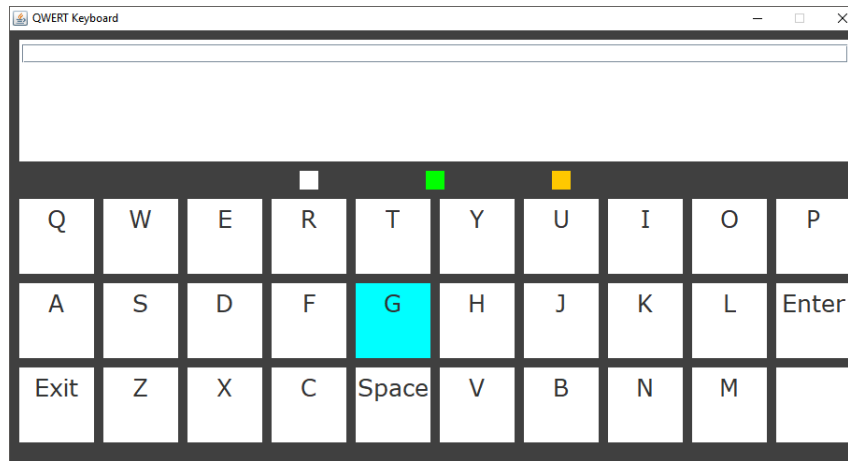 QWERT Keyboard
Q W E R T Y U I O P
A S D F G H J K L Enter
Exit Z X C Space V B N M